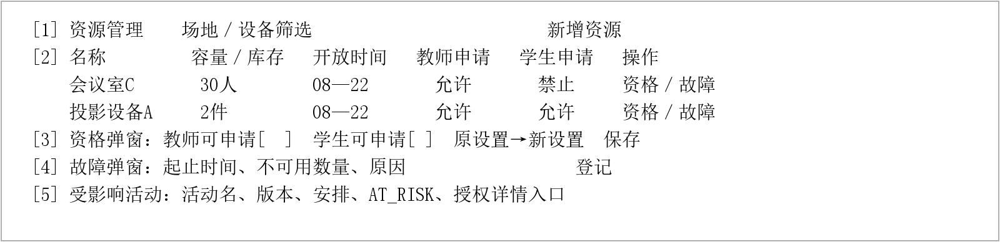 [1] 资源管理    场地／设备筛选                         新增资源
[2] 名称         容量／库存   开放时间   教师申请   学生申请   操作
    会议室C       30人        08—22       允许       禁止     资格／故障
    投影设备A     2件         08—22       允许       允许     资格／故障
[3] 资格弹窗：教师可申请[  ]  学生可申请[ ]  原设置→新设置  保存
[4] 故障弹窗：起止时间、不可用数量、原因                  登记
[5] 受影响活动：活动名、版本、安排、AT_RISK、授权详情入口